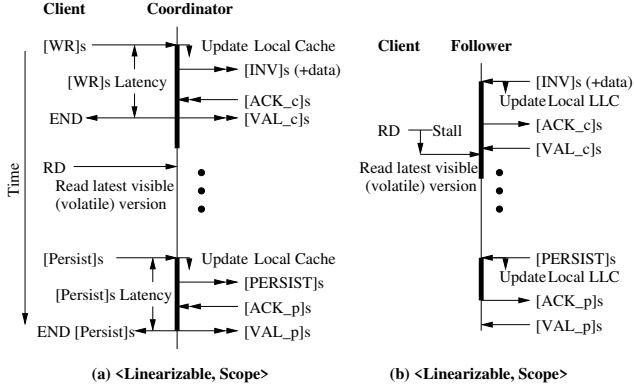 Client Coordinator
[WR]s
Update Local Cache
[INV]s (+data)
[WR]s Latency
[ACK_c]s
END
[VAL_c]s
RD
Read latest visible
(volatile) version
Time
[Persist]s
Update Local Cache
[PERSIST]s
[Persist]s Latency
[ACK_p]s
END [Persist]s
[VAL_p]s
(a) <Linearizable, Scope>
Client Follower
[INV]s (+data)
Update Local LLC
[ACK_c]s
RD Stall
[VAL_c]s
Read latest visible
(volatile) version
[PERSIST]s
Update Local LLC
[ACK_p]s
[VAL_p]s
(b) <Linearizable, Scope>